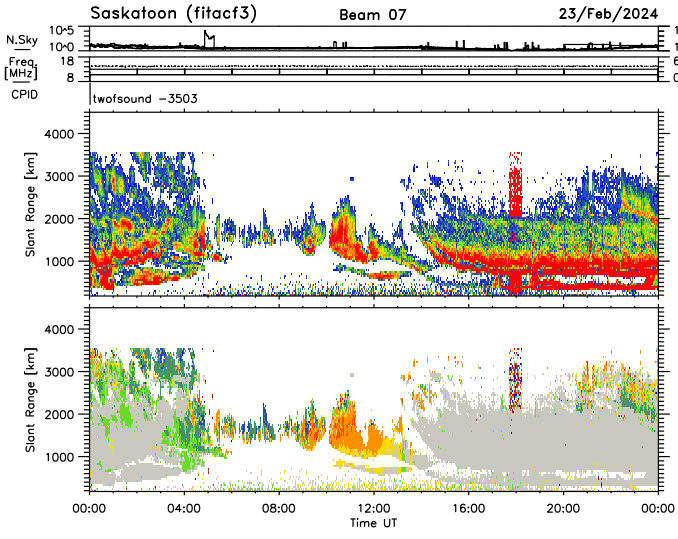 Saskatoon (fitacf3) Beam 07 23/Feb/2024
N.Sky 10^5 10^0 1 1
Freq. [MHz] 18 8 6 0
CPID twofsound -3503
Slant Range [km] 4000 3000 2000 1000
Slant Range [km] 4000 3000 2000 1000
00:00 04:00 08:00 12:00 16:00 20:00 00:00
Time UT